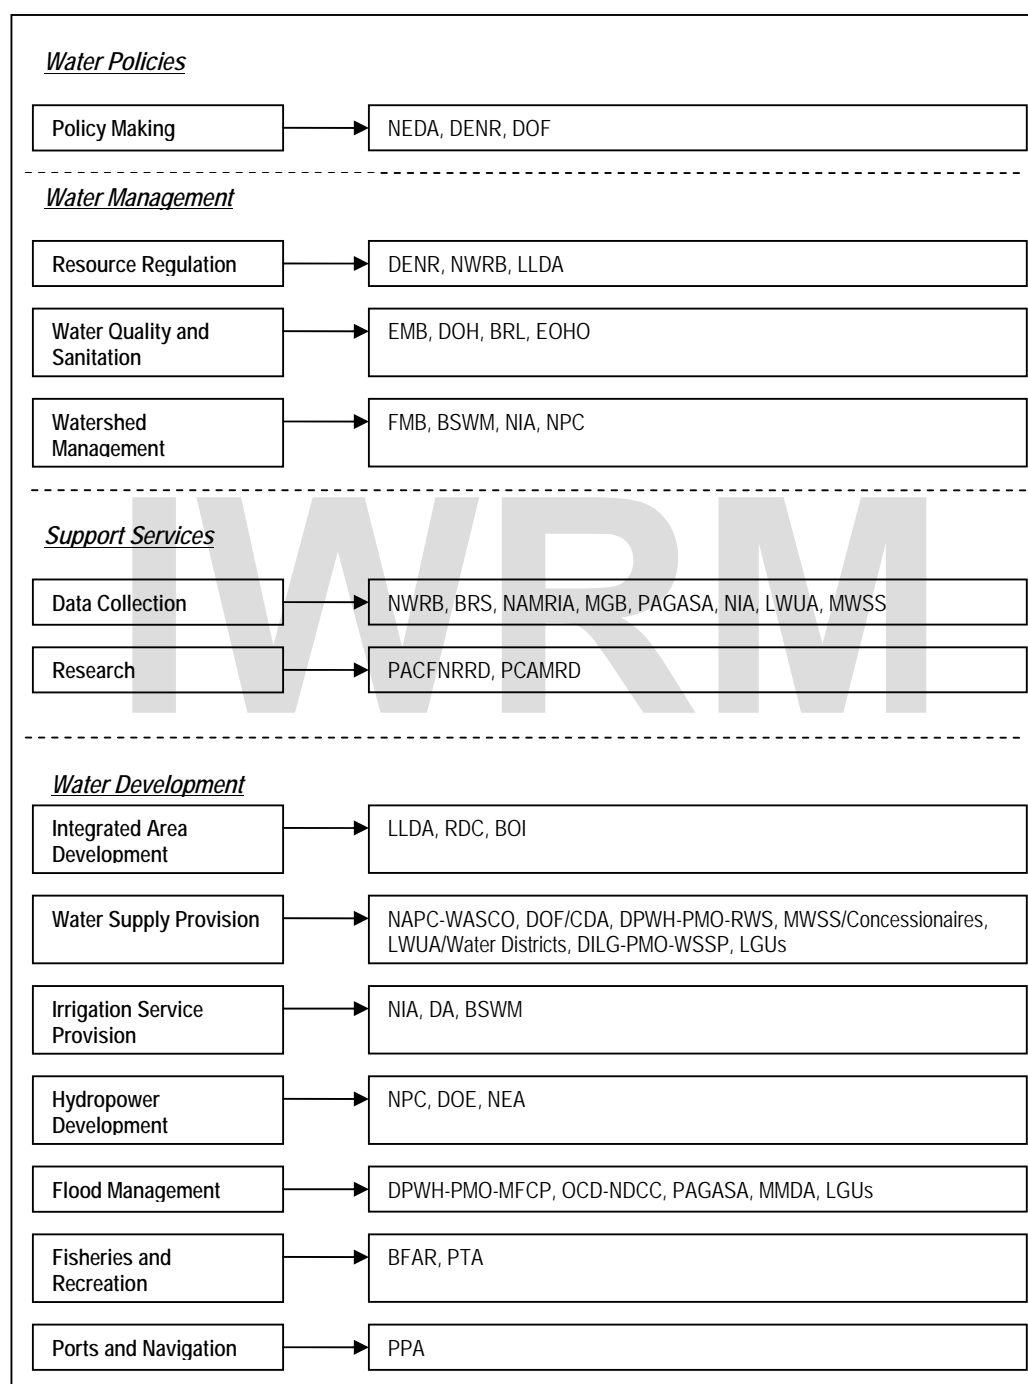 Water Policies
Policy Making
NEDA, DENR, DOF
Water Management
Resource Regulation
DENR, NWRB, LLDA
Water Quality and
Sanitation
EMB, DOH, BRL, EOHO
Watershed
Management
FMB, BSWM, NIA, NPC
IWRM
Support Services
Data Collection
NWRB, BRS, NAMRIA, MGB, PAGASA, NIA, LWUA, MWSS
Research
PACFNRRD, PCAMRD
Water Development
Integrated Area
Development
LLDA, RDC, BOI
Water Supply Provision
NAPC-WASCO, DOF/CDA, DPWH-PMO-RWS, MWSS/Concessionaires,
LWUA/Water Districts, DILG-PMO-WSSP, LGUs
Irrigation Service
Provision
NIA, DA, BSWM
Hydropower
Development
NPC, DOE, NEA
Flood Management
DPWH-PMO-MFCP, OCD-NDCC, PAGASA, MMDA, LGUs
Fisheries and
Recreation
BFAR, PTA
Ports and Navigation
PPA